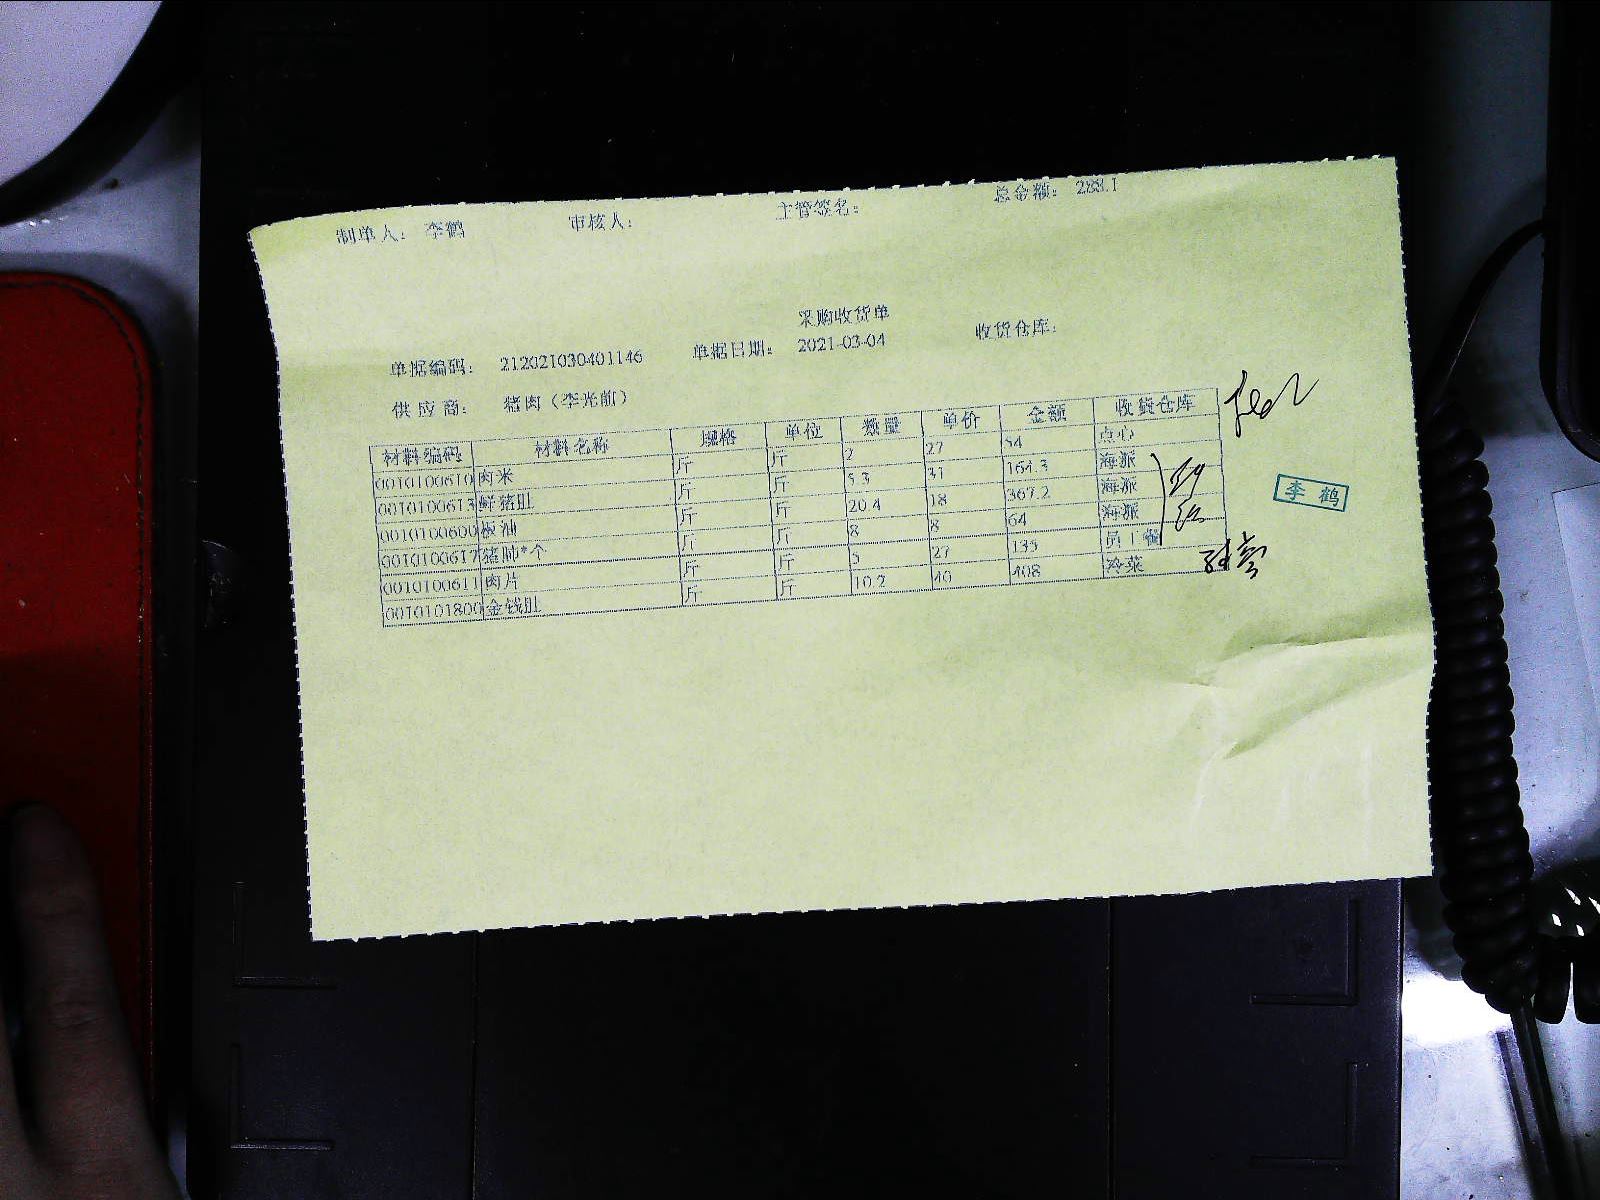 制单人： 李鹤 审核人： 主管签名： 总金额： 288.1
采购收货单
单据编码： 212021030401146 单据日期： 2021-03-04 收货仓库：
供应商： 猪肉（李光前）
材料编码 材料名称 规格 单位 数量 单价 金额 收货仓库
0010100610 肉米 斤 斤 2 27 54 点心
0010100613 鲜猪肚 斤 斤 5.3 31 164.3 海派
0010100600 板油 斤 斤 20.4 18 367.2 海派
0010100617 猪肺*个 斤 斤 8 8 64 海派
0010100611 肉片 斤 斤 5 27 135 员工餐
0010101800 金钱肚 斤 斤 10.2 40 408 冷菜
李鹤